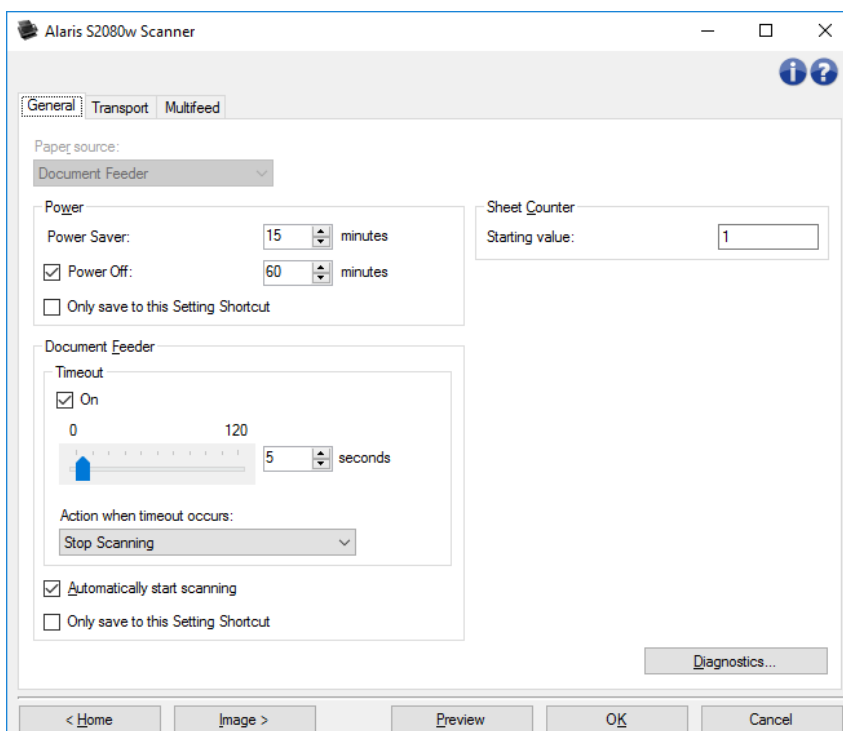 Alaris S2080w Scanner
General Transport Multifeed
Paper source:
Document Feeder
Power
Power Saver: 15 minutes
Power Off: 60 minutes
Only save to this Setting Shortcut
Sheet Counter
Starting value: 1
Document Feeder
Timeout
On
0 120
5 seconds
Action when timeout occurs:
Stop Scanning
Automatically start scanning
Only save to this Setting Shortcut
Diagnostics...
< Home Image > Preview OK Cancel